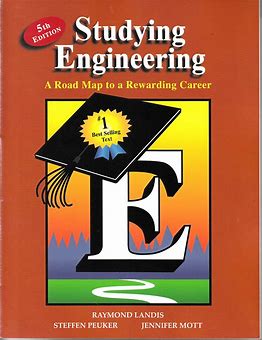 5th
EDITION
Studying
Engineering
A Road Map to a Rewarding Career
#1
Best Selling
Text
E
RAYMOND LANDIS
STEFFEN PEUKER JENNIFER MOTT